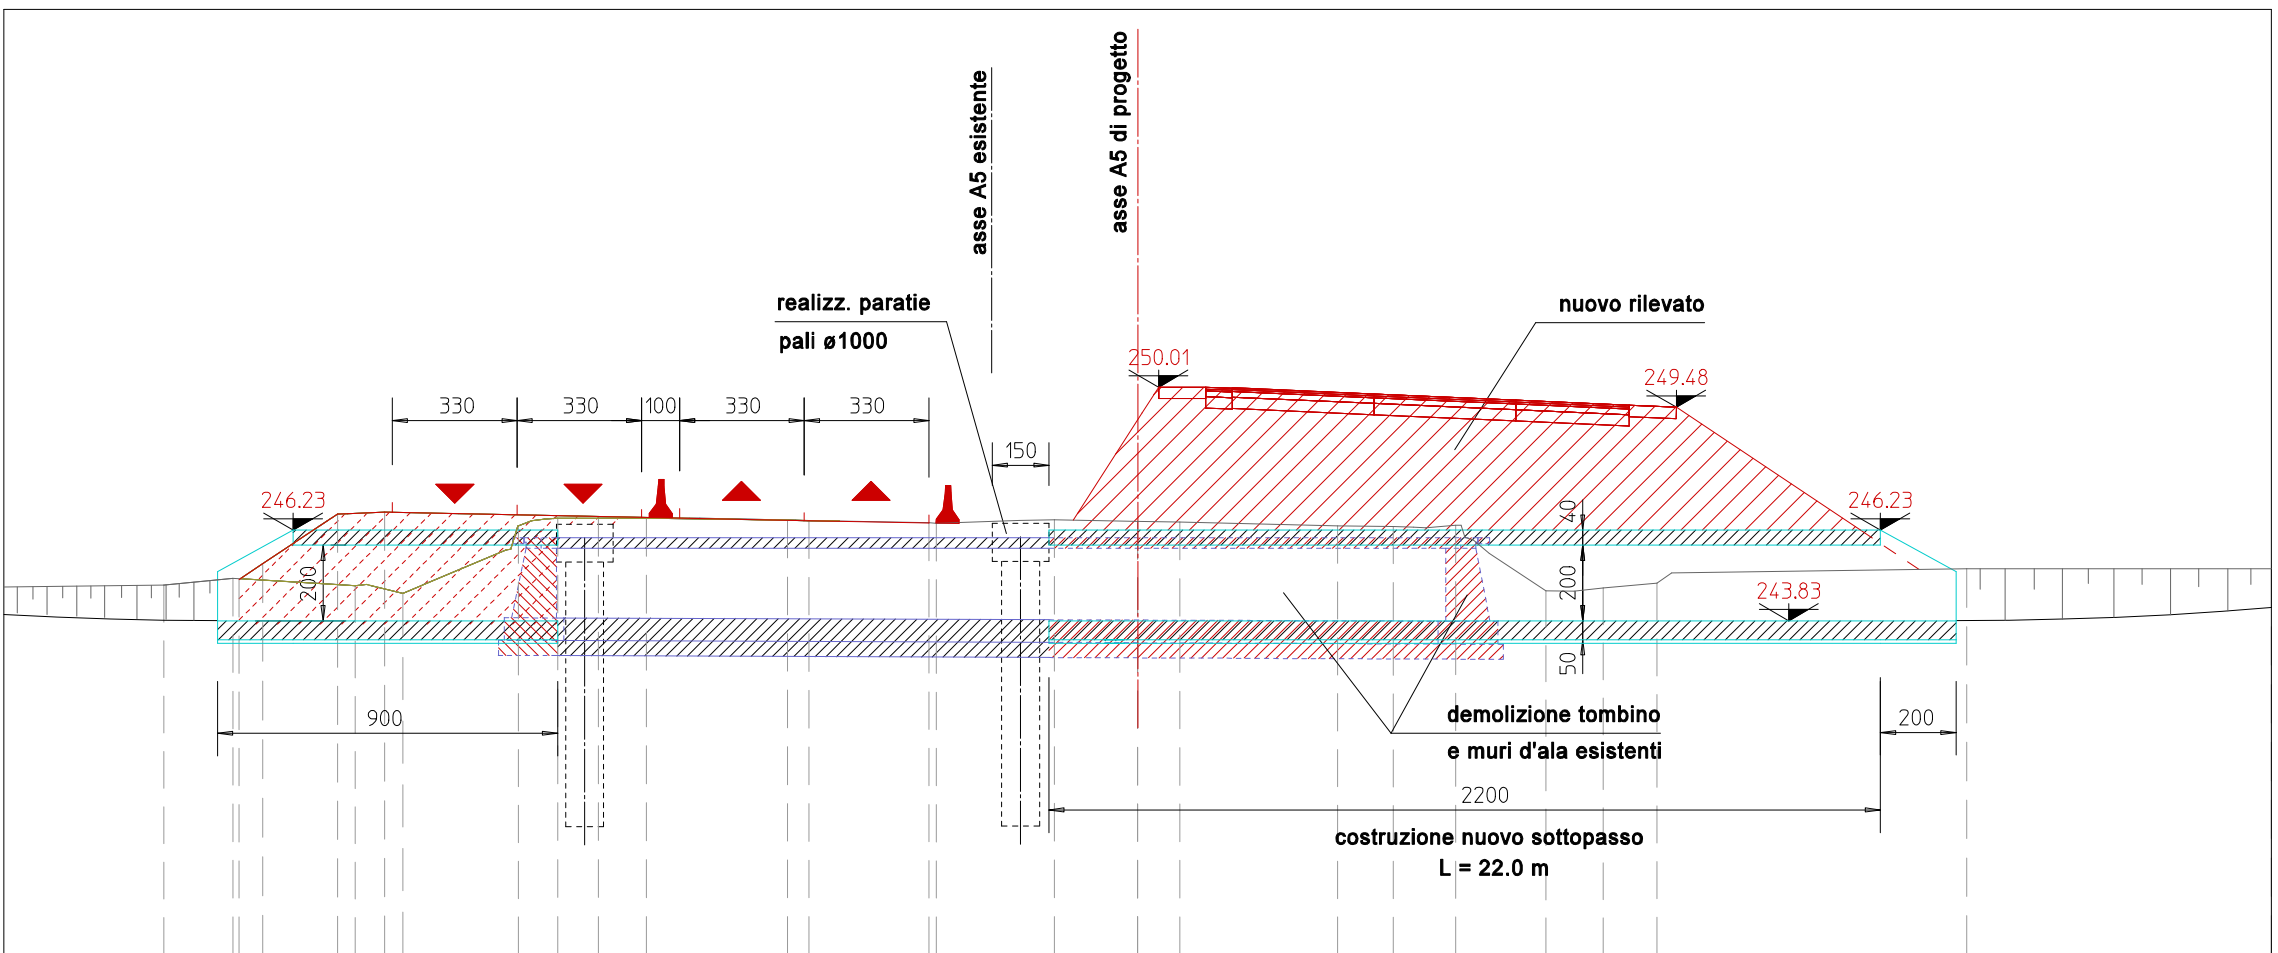 asse A5 esistente
asse A5 di progetto
realizz. paratie
pali ø1000
nuovo rilevato
250.01
249.48
330
330
100
330
330
150
246.23
246.23
40
200
200
243.83
50
900
demolizione tombino
e muri d'ala esistenti
200
2200
costruzione nuovo sottopasso
L = 22.0 m